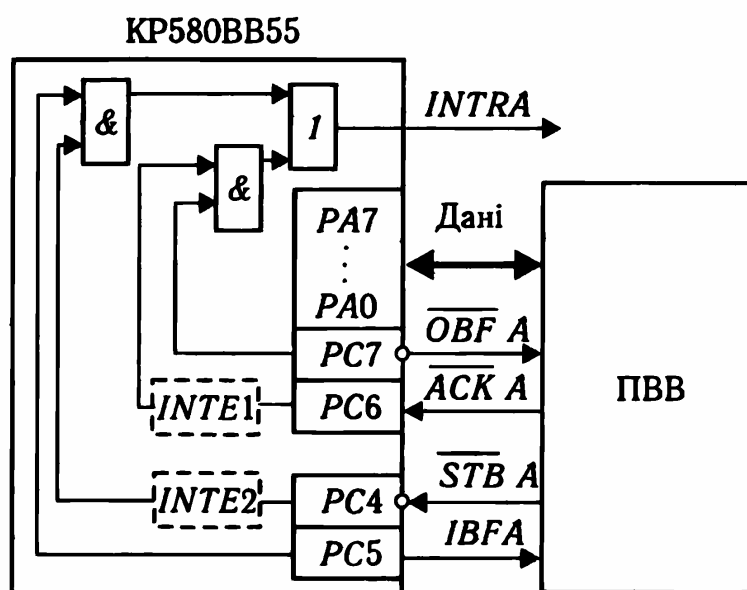 КР580ВВ55
&
1
INTRA
&
PA7
Дані
PA0
PC7
OBF A
INTE1
PC6
ACK A
ПВВ
INTE2
PC4
STB A
PC5
IBFA